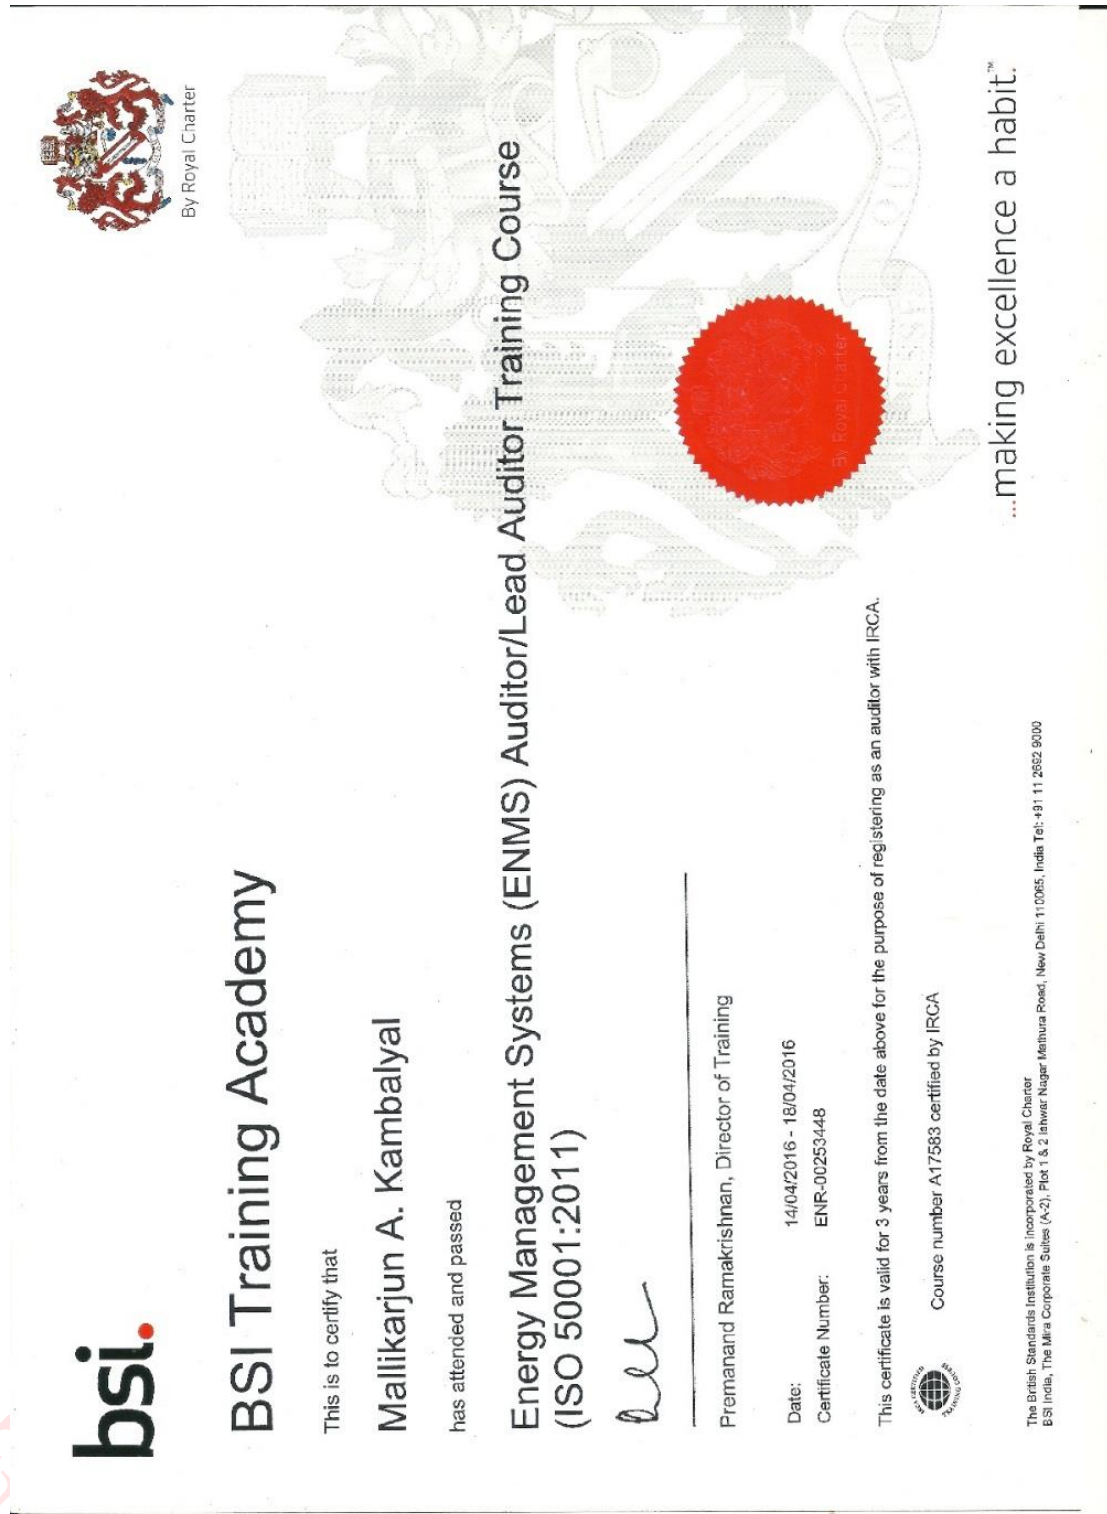 bsi.
By Royal Charter
BSI Training Academy
This is to certify that
Mallikarjun A. Kambalyal
has attended and passed
Energy Management Systems (ENMS) Auditor/Lead Auditor Training Course
(ISO 50001:2011)
Premanand Ramakrishnan, Director of Training
Date: 14/04/2016 - 18/04/2016
Certificate Number: ENR-00253448
This certificate is valid for 3 years from the date above for the purpose of registering as an auditor with IRCA.
Course number A17583 certified by IRCA
By Royal Charter
...making excellence a habit.™
The British Standards Institution is incorporated by Royal Charter
BSI India, The Mira Corporate Suites (A-2), Plot 1 & 2 Ishwar Nagar Mathura Road, New Delhi 110065, India Tel: +91 11 2692 9000